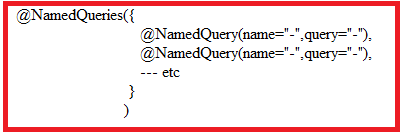 @NamedQueries({
@NamedQuery(name="-",query="-"),
@NamedQuery(name="-",query="-"),
--- etc
}
)